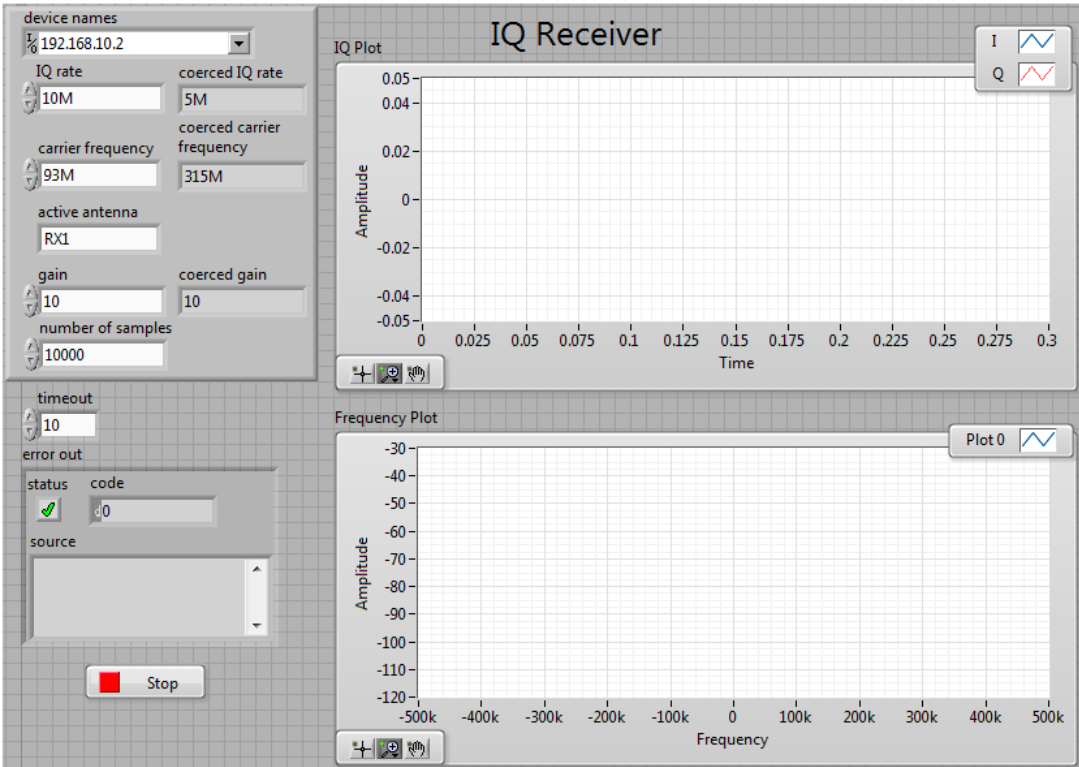 device names
192.168.10.2
IQ rate
coerced IQ rate
10M
5M
carrier frequency
coerced carrier
frequency
93M
315M
active antenna
RX1
gain
coerced gain
10
10
number of samples
10000
timeout
10
error out
status
code
0
source
Stop
IQ Receiver
IQ Plot
I
Q
Amplitude
0.05
0.04
0.02
0
-0.02
-0.04
-0.05
0 0.025 0.05 0.075 0.1 0.125 0.15 0.175 0.2 0.225 0.25 0.275 0.3
Time
Frequency Plot
Plot 0
Amplitude
-30
-40
-50
-60
-70
-80
-90
-100
-110
-120
-500k -400k -300k -200k -100k 0 100k 200k 300k 400k 500k
Frequency